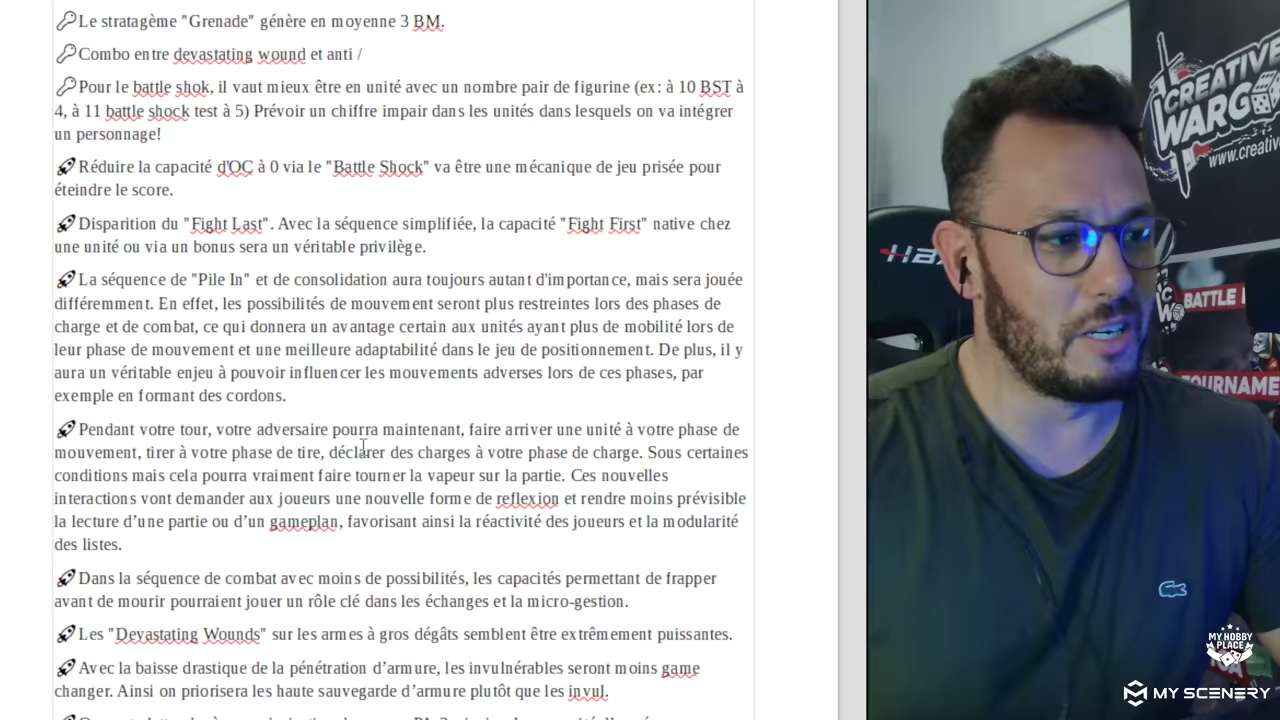 Le stratagème "Grenade" génère en moyenne 3 BM.
Combo entre devastating wound et anti /
Pour le battle shok, il vaut mieux être en unité avec un nombre pair de figurine (ex: à 10 BST à
4, à 11 battle shock test à 5) Prévoir un chiffre impair dans les unités dans lesquels on va intégrer
un personnage!
Réduire la capacité d'OC à 0 via le "Battle Shock" va être une mécanique de jeu prisée pour
éteindre le score.
Disparition du "Fight Last". Avec la séquence simplifiée, la capacité "Fight First" native chez
une unité ou via un bonus sera un véritable privilège.
La séquence de "Pile In" et de consolidation aura toujours autant d'importance, mais sera jouée
différemment. En effet, les possibilités de mouvement seront plus restreintes lors des phases de
charge et de combat, ce qui donnera un avantage certain aux unités ayant plus de mobilité lors de
leur phase de mouvement et une meilleure adaptabilité dans le jeu de positionnement. De plus, il y
aura un véritable enjeu à pouvoir influencer les mouvements adverses lors de ces phases, par
exemple en formant des cordons.
Pendant votre tour, votre adversaire pourra maintenant, faire arriver une unité à votre phase de
mouvement, tirer à votre phase de tire, déclarer des charges à votre phase de charge. Sous certaines
conditions mais cela pourra vraiment faire tourner la vapeur sur la partie. Ces nouvelles
interactions vont demander aux joueurs une nouvelle forme de reflexion et rendre moins prévisible
la lecture d’une partie ou d’un gameplan, favorisant ainsi la réactivité des joueurs et la modularité
des listes.
Dans la séquence de combat avec moins de possibilités, les capacités permettant de frapper
avant de mourir pourraient jouer un rôle clé dans les échanges et la micro-gestion.
Les "Devastating Wounds" sur les armes à gros dégâts semblent être extrêmement puissantes.
Avec la baisse drastique de la pénétration d’armure, les invulnérables seront moins game
changer. Ainsi on priorisera les haute sauvegarde d’armure plutôt que les invul.
CREATIVE
WARG
www.creativ
BATTLE
TOURNAME
MY HOBBY
PLACE
MY SCENERY